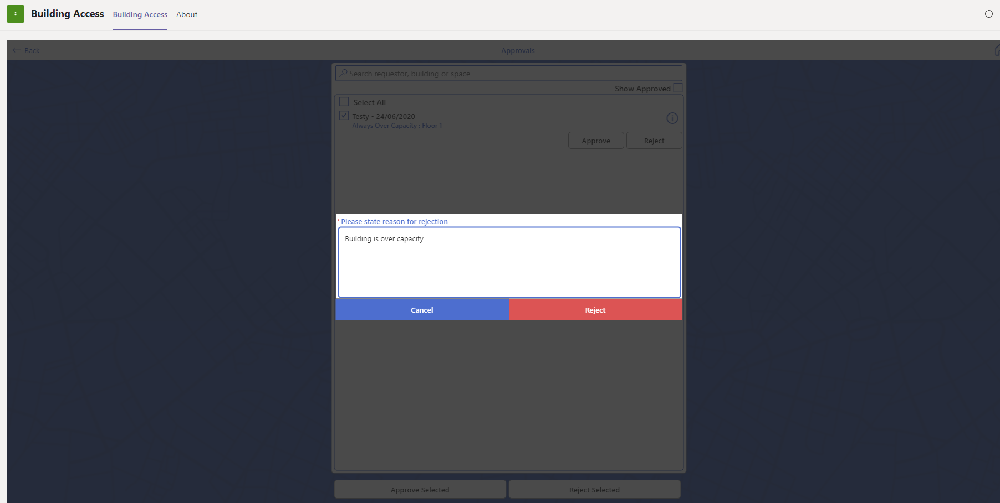 Building Access
Building Access
About
Back
Approvals
Search requestor, building or space
Show Approved
Select All
Testy - 24/06/2020
Always Over Capacity : Floor 1
Approve
Reject
* Please state reason for rejection
Building is over capacity
Cancel
Reject
Approve Selected
Reject Selected